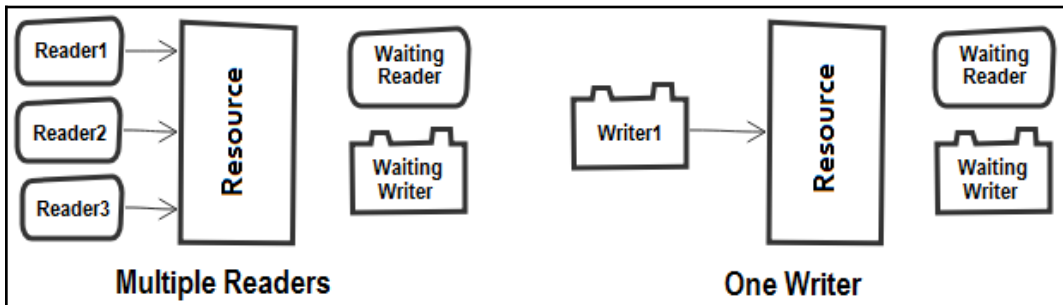 Reader1
Reader2
Reader3
Resource
Waiting
Reader
Waiting
Writer
Multiple Readers
Writer1
Resource
Waiting
Reader
Waiting
Writer
One Writer